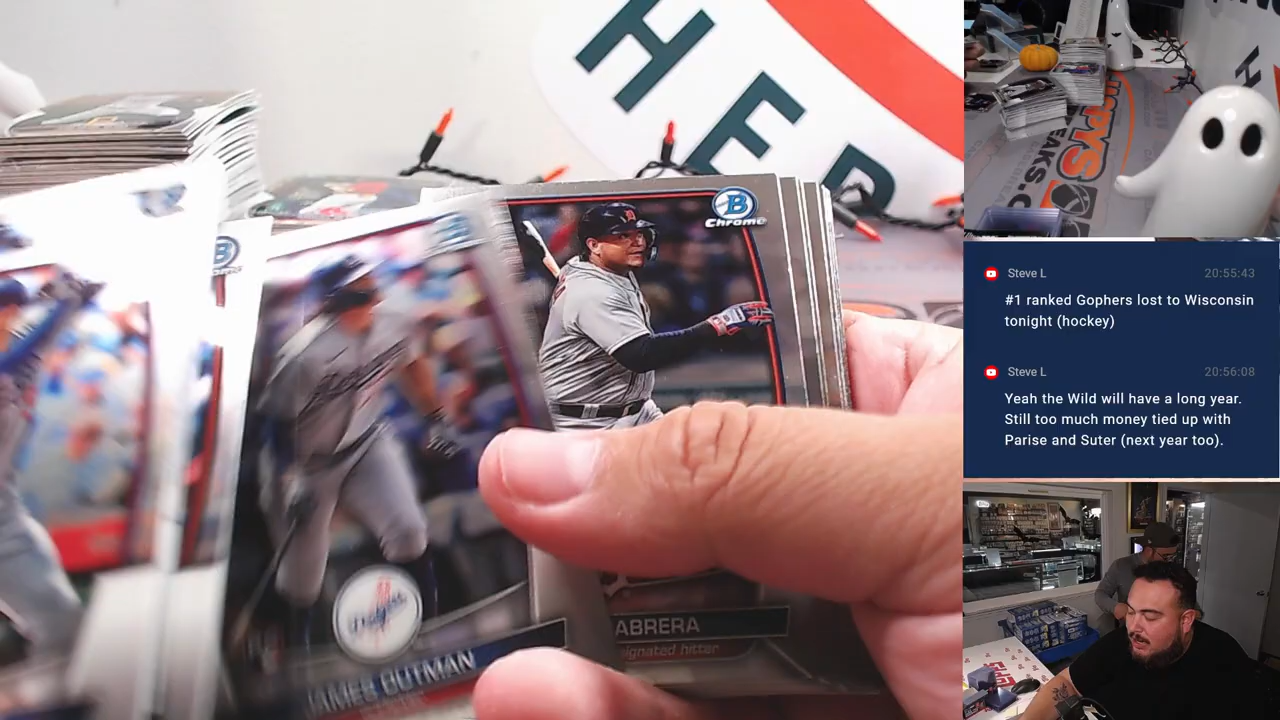 HER
B
Chrome
Dodgers
JAMES OUTMAN
ABRERA
signated hitter
Steve L 20:55:43
#1 ranked Gophers lost to Wisconsin
tonight (hockey)
Steve L 20:56:08
Yeah the Wild will have a long year.
Still too much money tied up with
Parise and Suter (next year too).